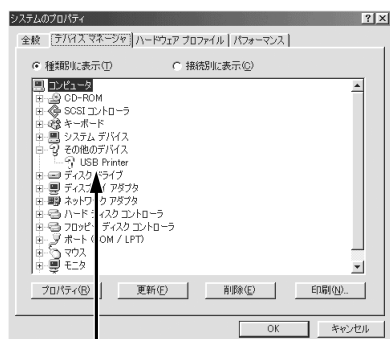 システムのプロパティ
全般 デバイス マネージャ ハードウェア プロファイル パフォーマンス
種類別に表示(T) 接続別に表示(C)
コンピュータ
CD-ROM
SCSI コントローラ
キーボード
システム デバイス
その他のデバイス
USB Printer
ディスク ドライブ
ディスプレイ アダプタ
ネットワーク アダプタ
ハード ディスク コントローラ
フロッピー ディスク コントローラ
ポート (COM / LPT)
マウス
モニタ
プロパティ(R) 更新(F) 削除(E) 印刷(N)...
OK キャンセル